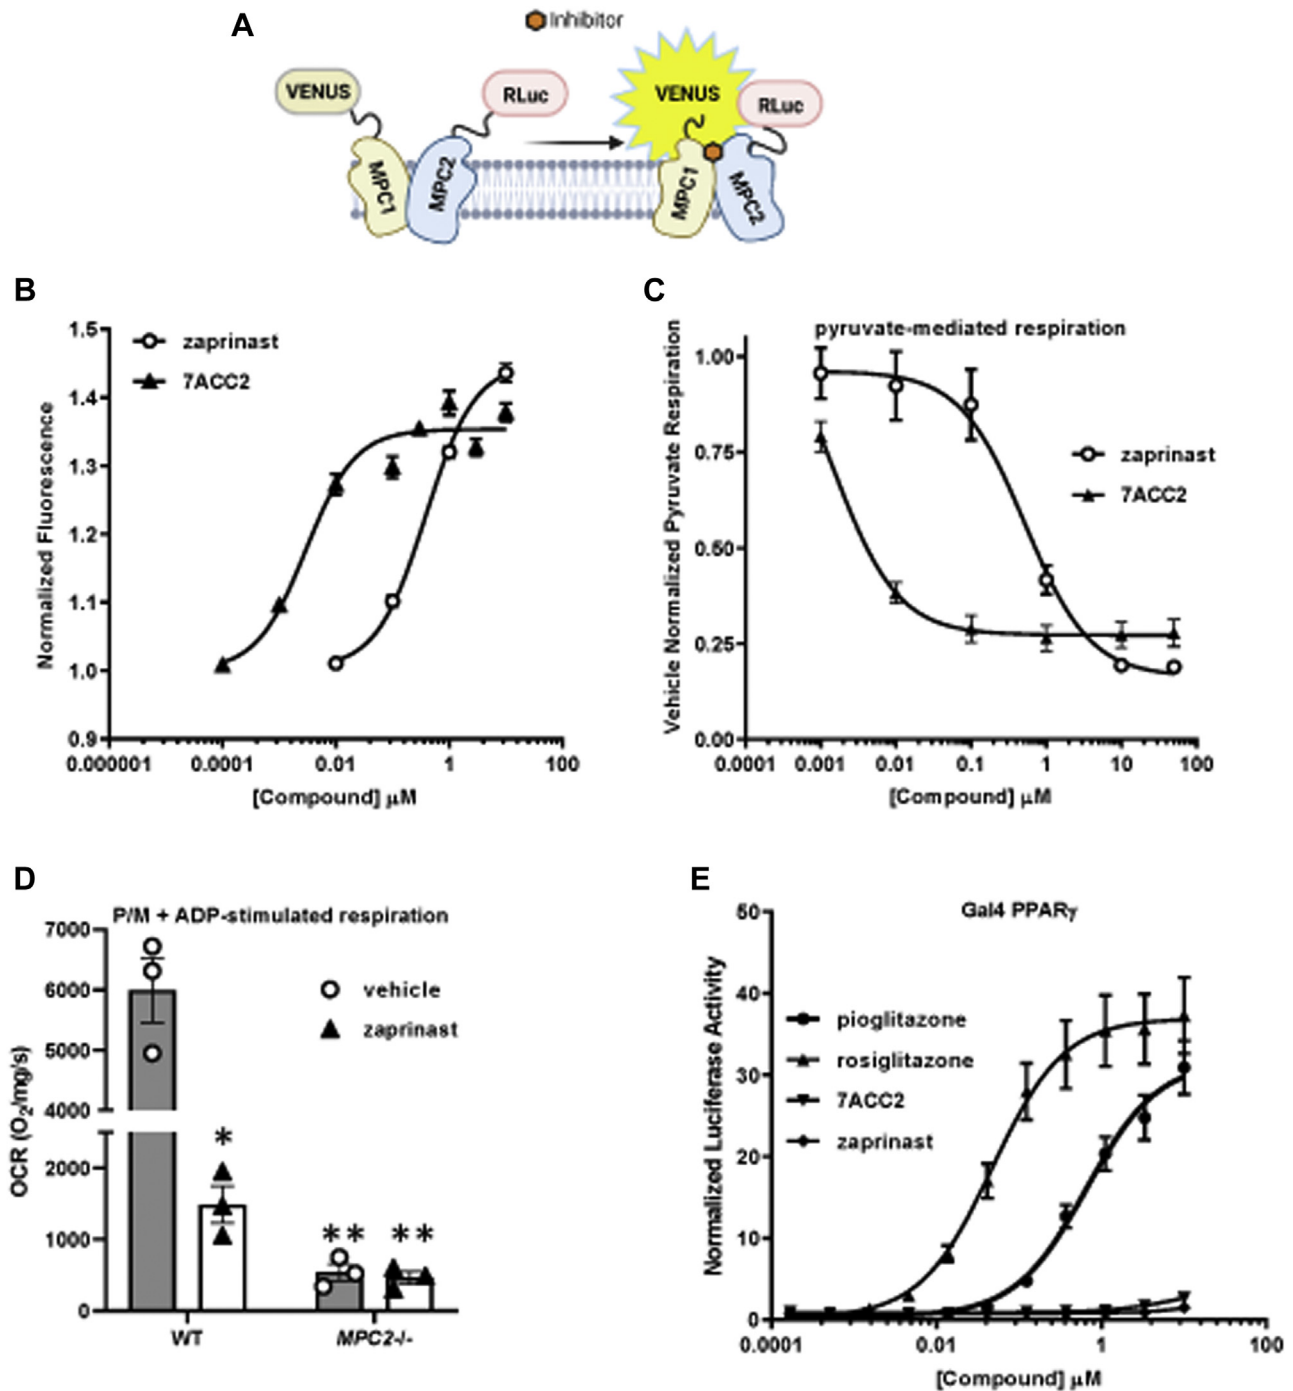 A
Inhibitor
VENUS
RLuc
MPC1
MPC2
VENUS
RLuc
MPC1
MPC2
B
zaprinast
7ACC2
Normalized Fluorescence
1.5
1.4
1.3
1.2
1.1
1.0
0.9
0.000001 0.0001 0.01 1 100
[Compound] μM
C
pyruvate-mediated respiration
zaprinast
7ACC2
Vehicle Normalized Pyruvate Respiration
1.00
0.75
0.50
0.25
0.00
0.0001 0.001 0.01 0.1 1 10 100
[Compound] μM
D
P/M + ADP-stimulated respiration
vehicle
zaprinast
OCR (O2/mg/s)
7000
6000
5000
4000
2000
1000
0
*
**
**
WT MPC2-/-
E
Gal4 PPARγ
pioglitazone
rosiglitazone
7ACC2
zaprinast
Normalized Luciferase Activity
50
40
30
20
10
0
0.0001 0.01 1 100
[Compound] μM